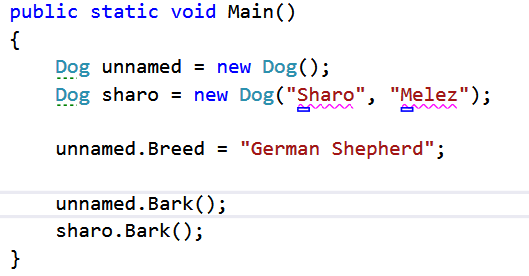 public static void Main()
{
    Dog unnamed = new Dog();
    Dog sharo = new Dog("Sharo", "Melez");
    unnamed.Breed = "German Shepherd";
    unnamed.Bark();
    sharo.Bark();
}